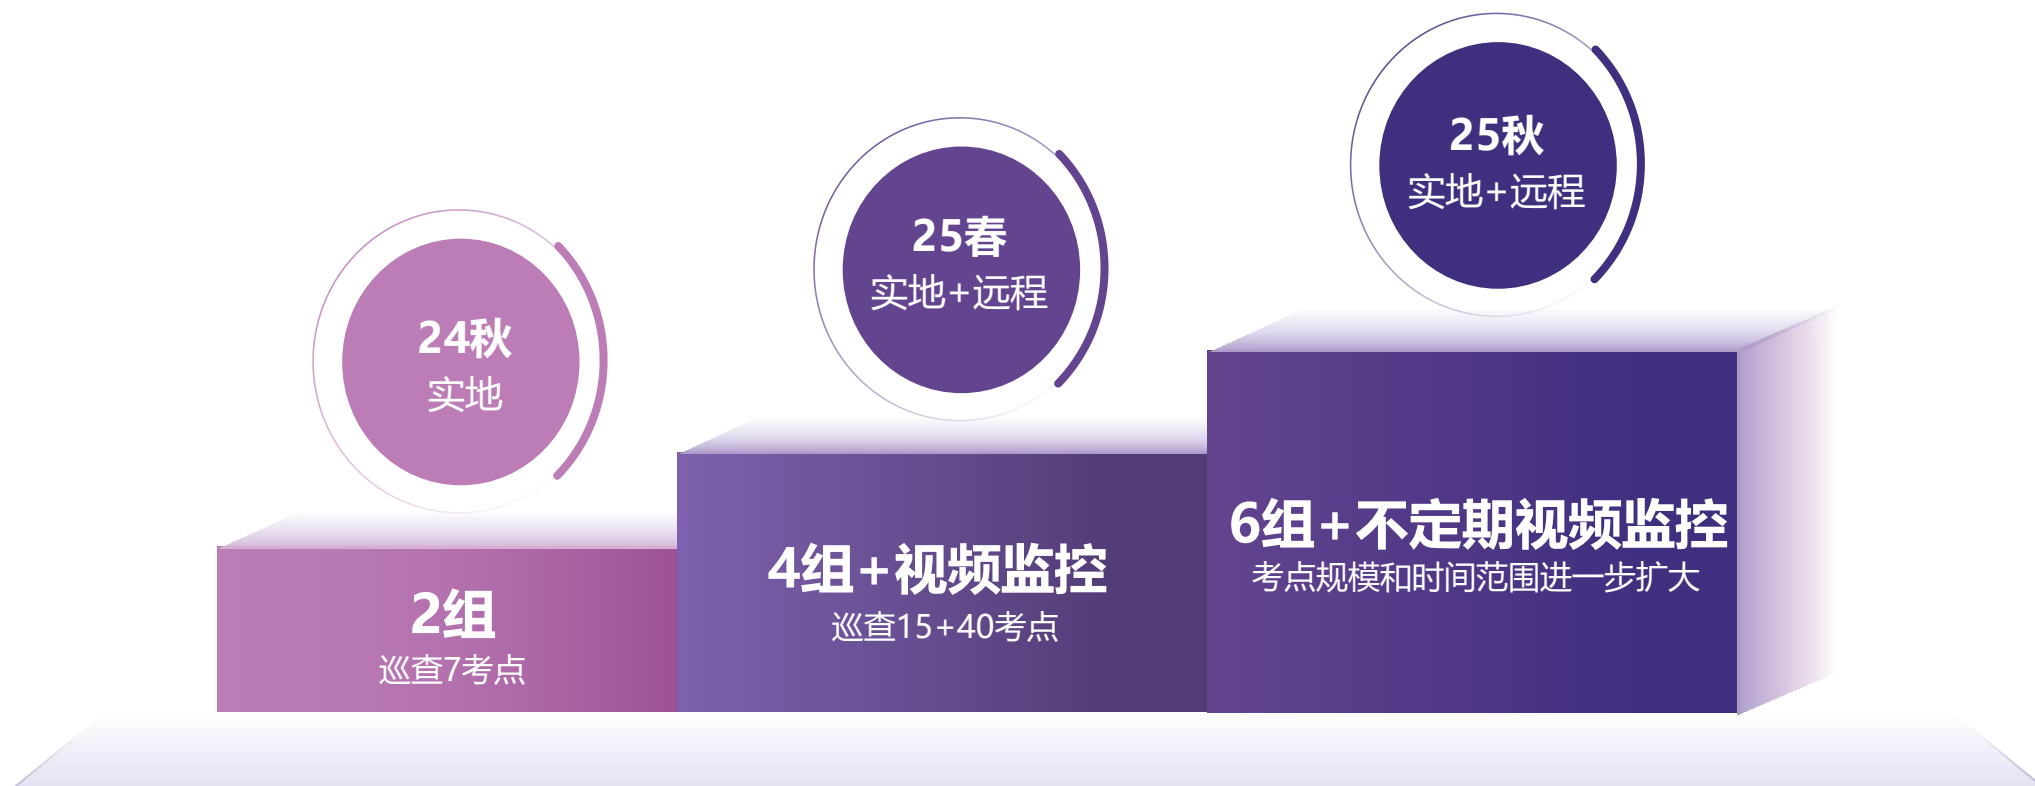 24秋
实地
2组
巡查7考点
25春
实地+远程
4组+视频监控
巡查15+40考点
25秋
实地+远程
6组+不定期视频监控
考点规模和时间范围进一步扩大